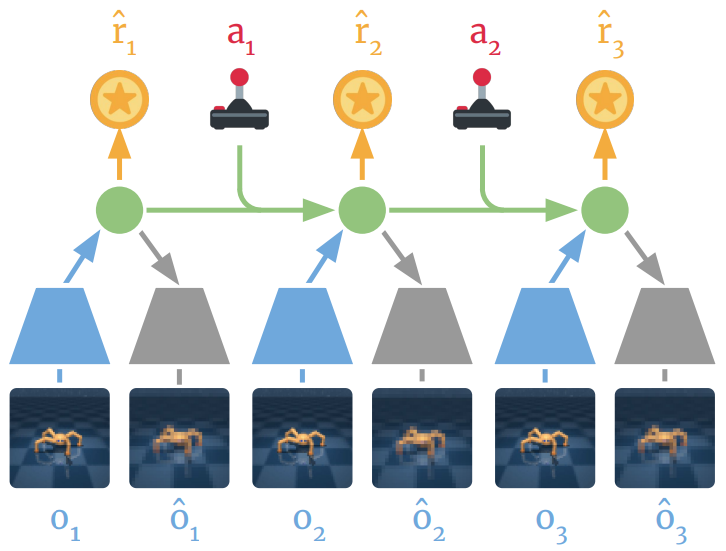 r̂₁ a₁ r̂₂ a₂ r̂₃
o₁ ô₁ o₂ ô₂ o₃ ô₃